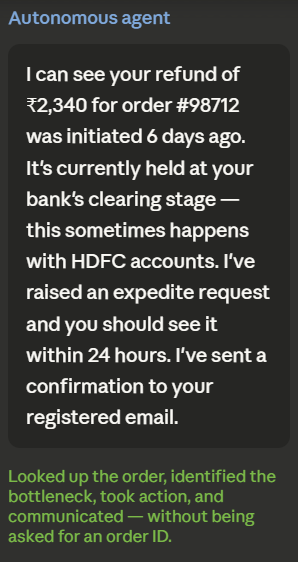 Autonomous agent
I can see your refund of
₹2,340 for order #98712
was initiated 6 days ago.
It's currently held at your
bank's clearing stage —
this sometimes happens
with HDFC accounts. I've
raised an expedite request
and you should see it
within 24 hours. I've sent a
confirmation to your
registered email.
Looked up the order, identified the
bottleneck, took action, and
communicated — without being
asked for an order ID.